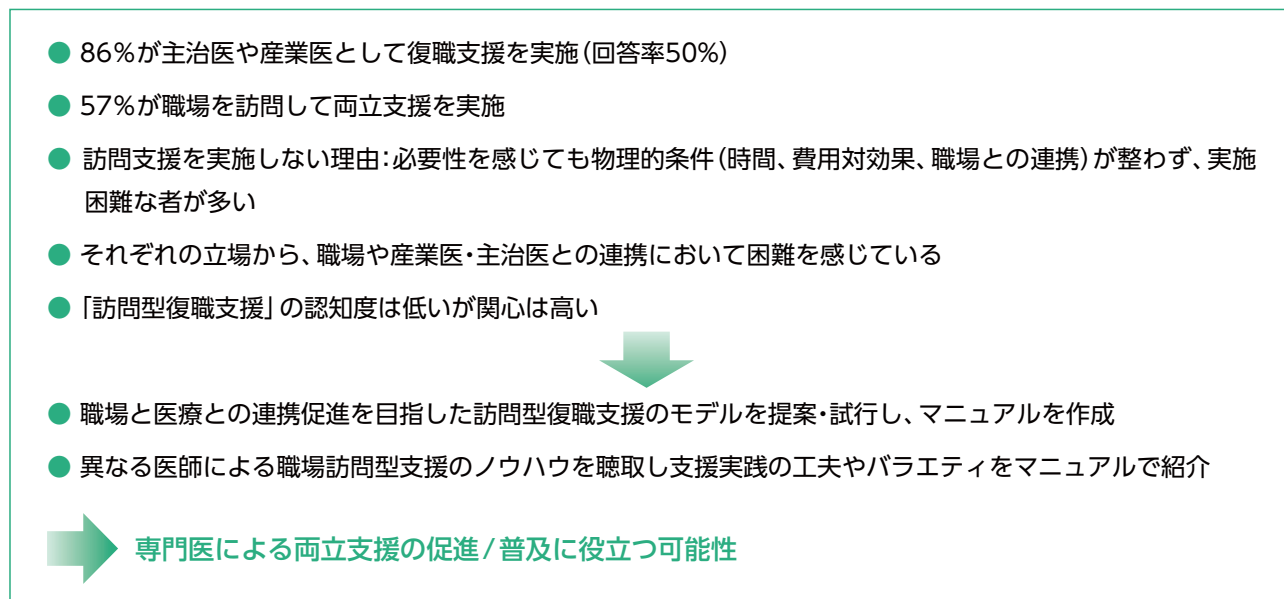 ● 86%が主治医や産業医として復職支援を実施(回答率50%)
● 57%が職場を訪問して両立支援を実施
● 訪問支援を実施しない理由:必要性を感じても物理的条件(時間、費用対効果、職場との連携)が整わず、実施
困難な者が多い
● それぞれの立場から、職場や産業医・主治医との連携において困難を感じている
● 「訪問型復職支援」の認知度は低いが関心は高い
● 職場と医療との連携促進を目指した訪問型復職支援のモデルを提案・試行し、マニュアルを作成
● 異なる医師による職場訪問型支援のノウハウを聴取し支援実践の工夫やバラエティをマニュアルで紹介
専門医による両立支援の促進/普及に役立つ可能性